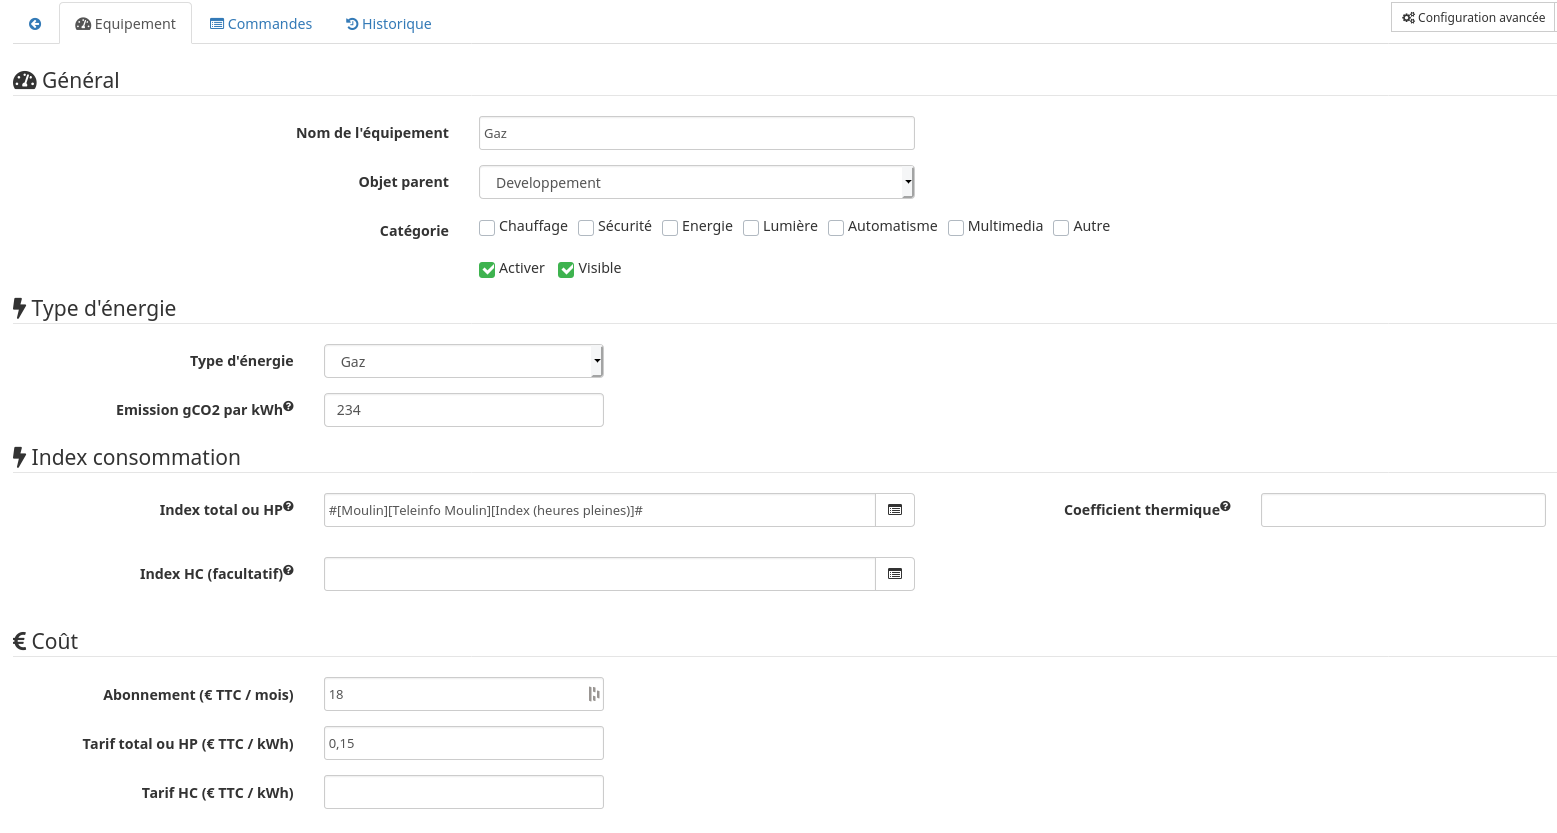 Equipement Commandes Historique Configuration avancée
Général
Nom de l'équipement Gaz
Objet parent Developpement
Catégorie Chauffage Sécurité Energie Lumière Automatisme Multimedia Autre
Activer Visible
Type d'énergie
Type d'énergie Gaz
Emission gCO2 par kWh 234
Index consommation
Index total ou HP #[Moulin][Teleinfo Moulin][Index (heures pleines)]# Coefficient thermique
Index HC (facultatif)
€ Coût
Abonnement (€ TTC / mois) 18
Tarif total ou HP (€ TTC / kWh) 0,15
Tarif HC (€ TTC / kWh)